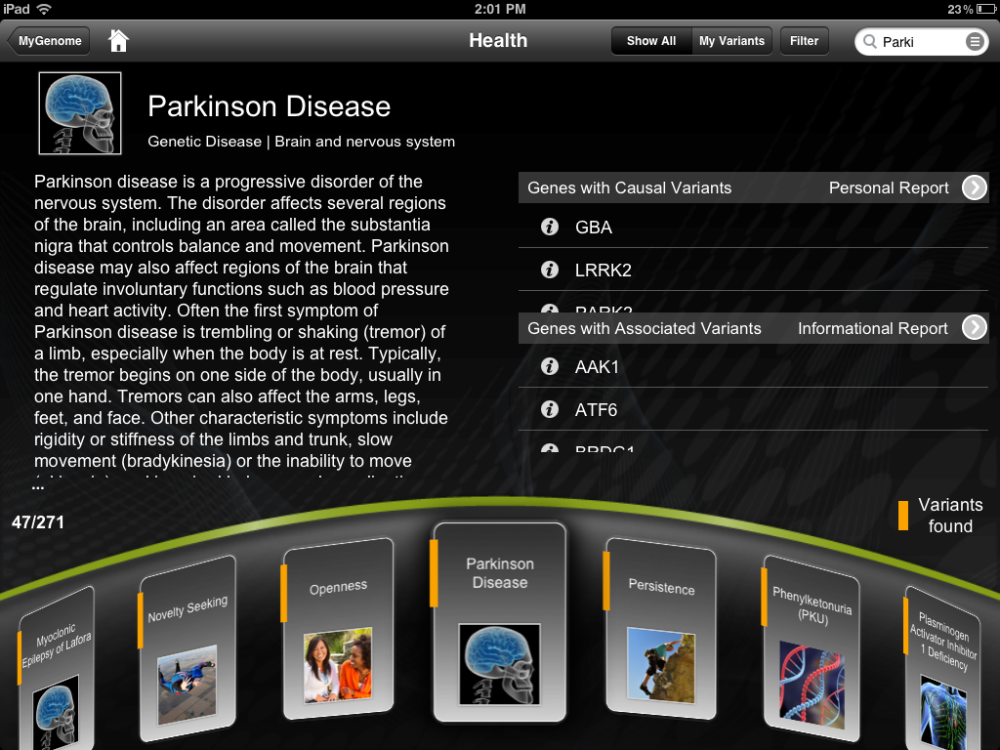 iPad 2:01 PM 23%
MyGenome Health Show All My Variants Filter Parki
Parkinson Disease
Genetic Disease | Brain and nervous system
Parkinson disease is a progressive disorder of the
nervous system. The disorder affects several regions
of the brain, including an area called the substantia
nigra that controls balance and movement. Parkinson
disease may also affect regions of the brain that
regulate involuntary functions such as blood pressure
and heart activity. Often the first symptom of
Parkinson disease is trembling or shaking (tremor) of
a limb, especially when the body is at rest. Typically,
the tremor begins on one side of the body, usually in
one hand. Tremors can also affect the arms, legs,
feet, and face. Other characteristic symptoms include
rigidity or stiffness of the limbs and trunk, slow
movement (bradykinesia) or the inability to move
...
Genes with Causal Variants Personal Report
GBA
LRRK2
PARK2
Genes with Associated Variants Informational Report
AAK1
ATF6
BRDG1
47/271
Variants
found
Myoclonic
Epilepsy of Lafora
Novelty Seeking
Openness
Parkinson
Disease
Persistence
Phenylketonuria
(PKU)
Plasminogen
Activator Inhibitor
1 Deficiency